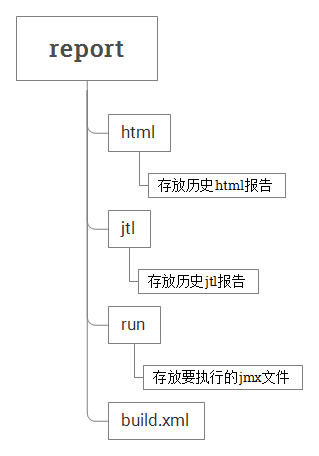 report
html
存放历史html报告
jtl
存放历史jtl报告
run
存放要执行的jmx文件
build.xml